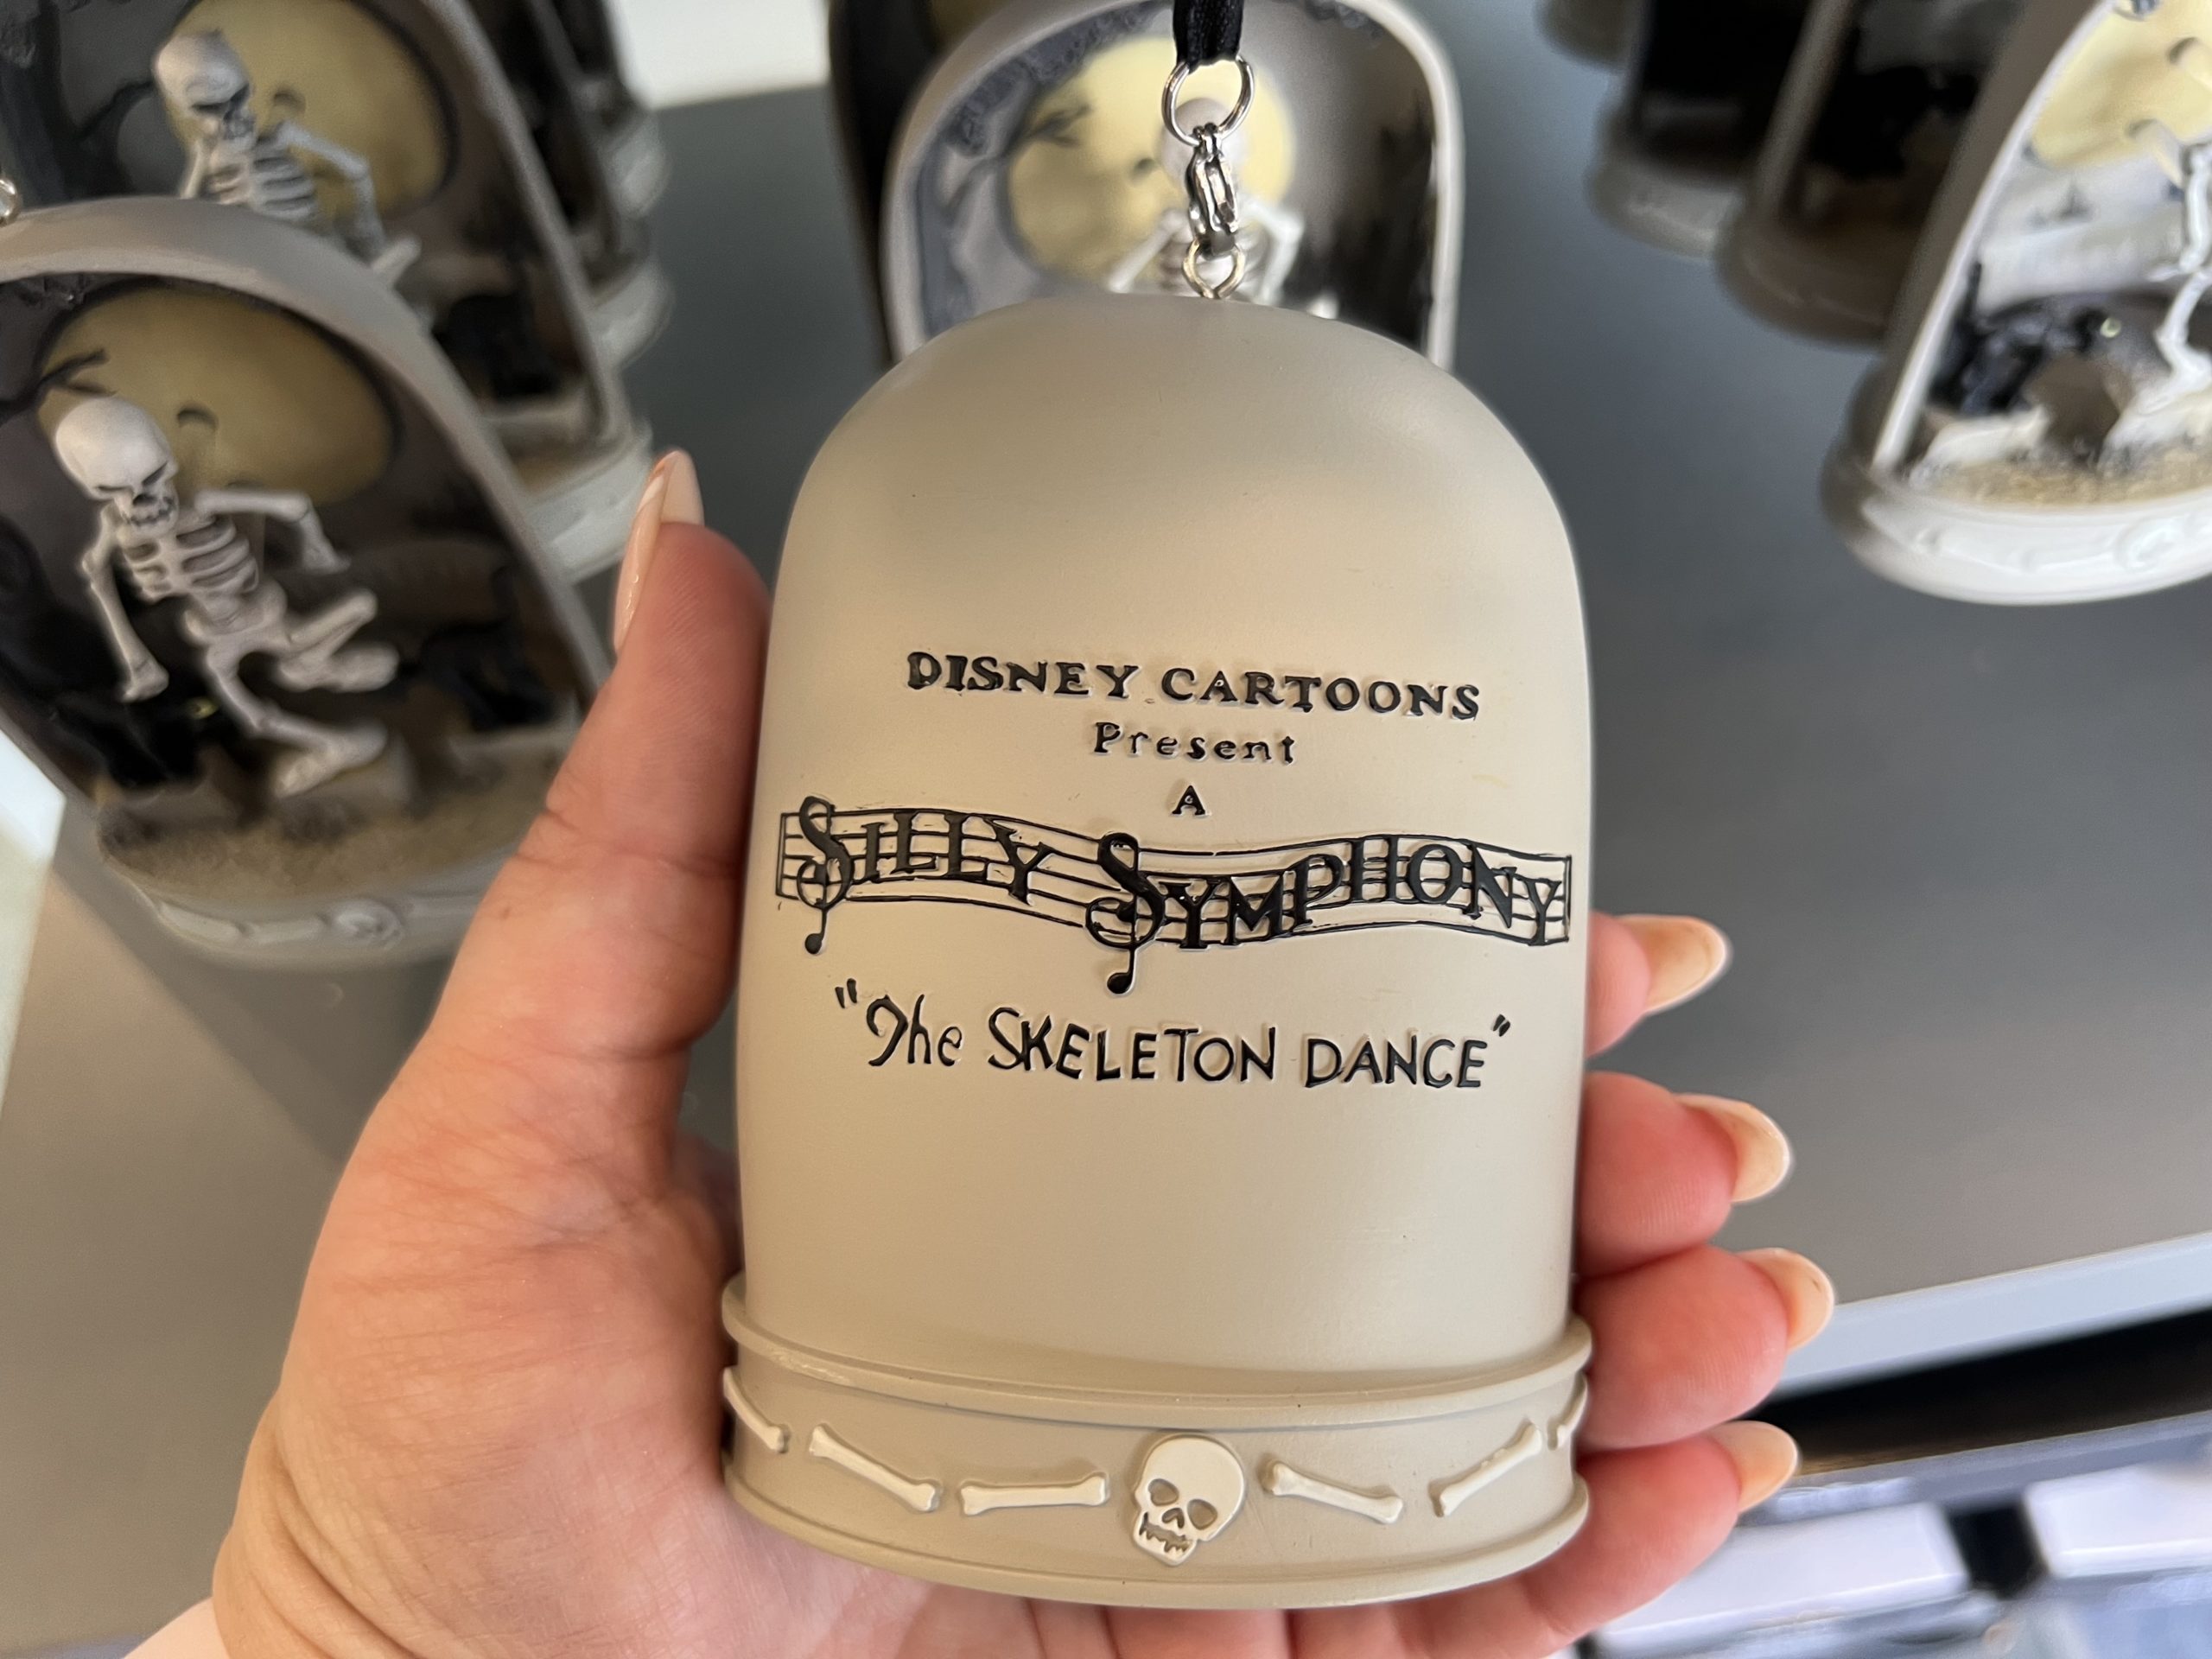 DISNEY CARTOONS
Present
A
SILLY SYMPHONY
"The SKELETON DANCE"